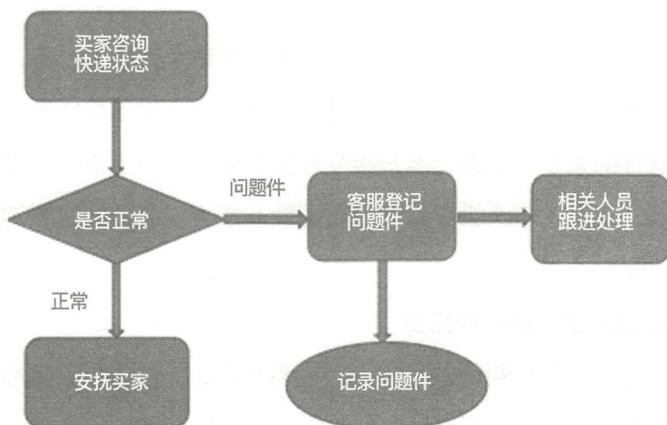 买家咨询
快递状态
是否正常
问题件
客服登记
问题件
相关人员
跟进处理
正常
安抚买家
记录问题件